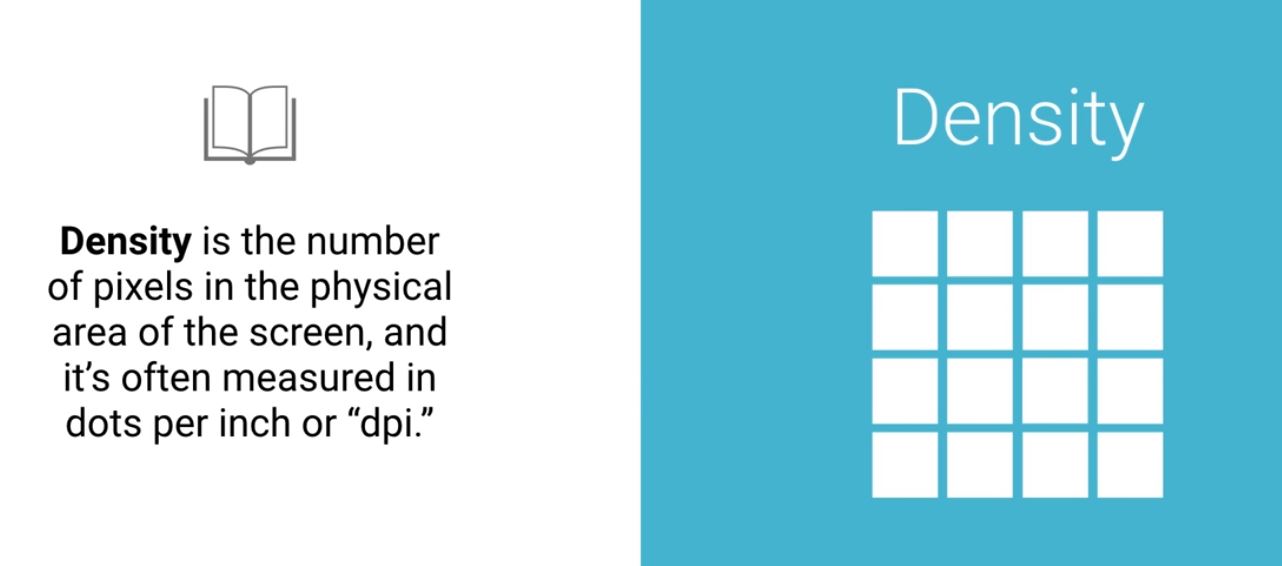 Density is the number
of pixels in the physical
area of the screen, and
it’s often measured in
dots per inch or “dpi.”
Density